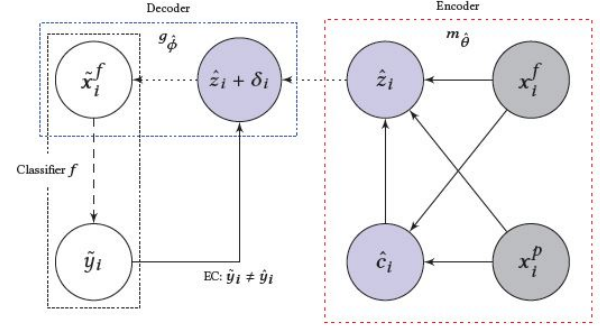 Decoder
Encoder
g_ϕ̂
m_θ̂
x̃_i^f
ẑ_i + δ_i
ẑ_i
x_i^f
Classifier f
ỹ_i
EC: ỹ_i ≠ ŷ_i
ĉ_i
x_i^p